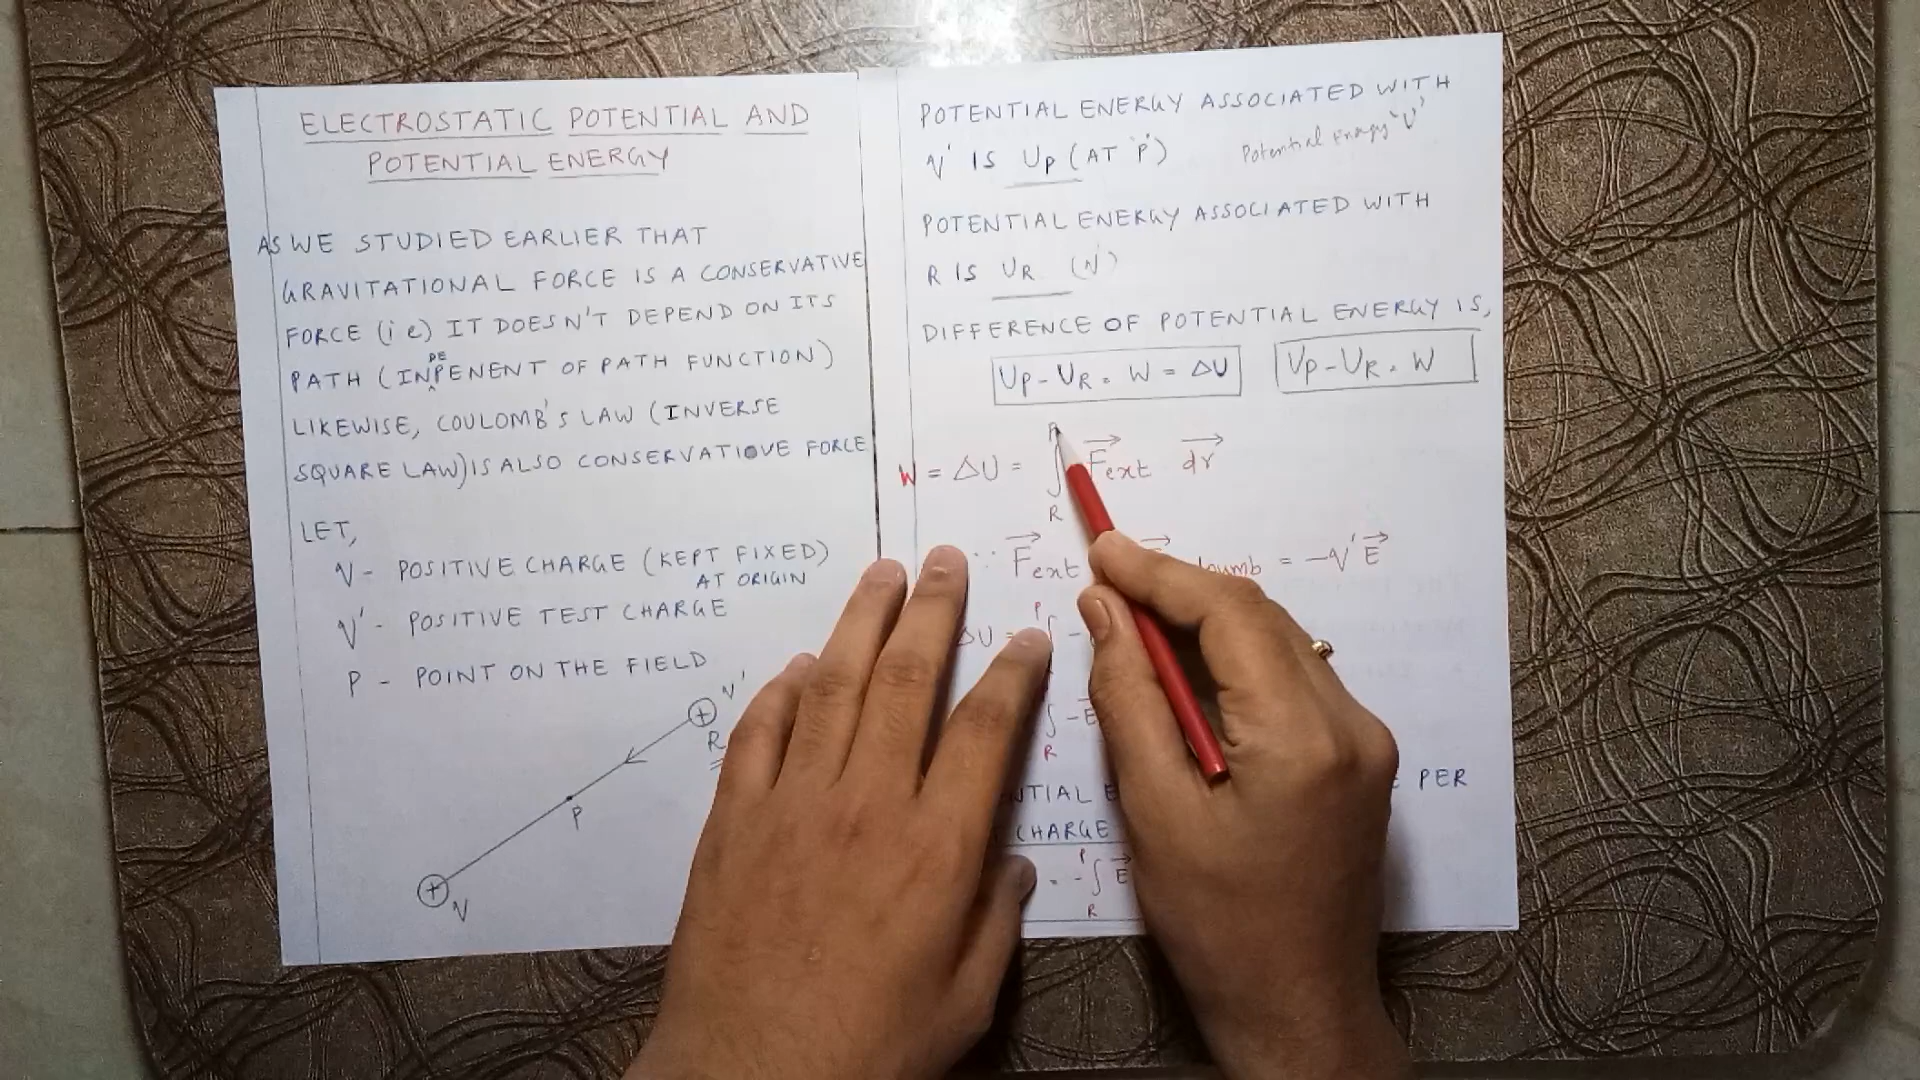 ELECTROSTATIC POTENTIAL AND
POTENTIAL ENERGY
AS WE STUDIED EARLIER THAT
GRAVITATIONAL FORCE IS A CONSERVATIVE
FORCE (i e) IT DOESN'T DEPEND ON ITS
PATH (INPENENT OF PATH FUNCTION)
DE
LIKEWISE, COULOMB'S LAW (INVERSE
SQUARE LAW) IS ALSO CONSERVATIOVE FORCE
LET,
V - POSITIVE CHARGE (KEPT FIXED)
AT ORIGIN
V' - POSITIVE TEST CHARGE
P - POINT ON THE FIELD
+ V'
R
P
+ V
POTENTIAL ENERGY ASSOCIATED WITH
V' IS UP (AT 'P')
Potential Energy "U"
POTENTIAL ENERGY ASSOCIATED WITH
R IS UR (V')
DIFFERENCE OF POTENTIAL ENERGY IS,
UP - UR = W = ΔU
UP - UR = W
W = ΔU = ∫ Fext dr
R
∵ Fext = -V' E
P
ΔU = ∫ -
∫ -E
R
PER
CHARGE
P
= -∫ E
R